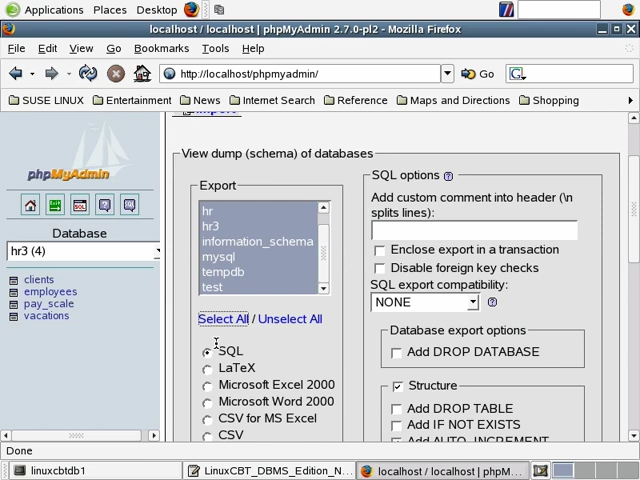 Applications Places Desktop
localhost / localhost | phpMyAdmin 2.7.0-pl2 - Mozilla Firefox
File Edit View Go Bookmarks Tools Help
http://localhost/phpmyadmin/ Go G
SUSE LINUX Entertainment News Internet Search Reference Maps and Directions Shopping
phpMyAdmin
SQL
Database
hr3 (4)
clients
employees
pay_scale
vacations
View dump (schema) of databases
Export
hr
hr3
information_schema
mysql
tempdb
test
Select All / Unselect All
SQL
LaTeX
Microsoft Excel 2000
Microsoft Word 2000
CSV for MS Excel
CSV
SQL options
Add custom comment into header (\n
splits lines):
Enclose export in a transaction
Disable foreign key checks
SQL export compatibility:
NONE
Database export options
Add DROP DATABASE
Structure
Add DROP TABLE
Add IF NOT EXISTS
Add AUTO_INCREMENT
Done
linuxcbtdb1 LinuxCBT_DBMS_Edition_N... localhost / localhost | phpM...